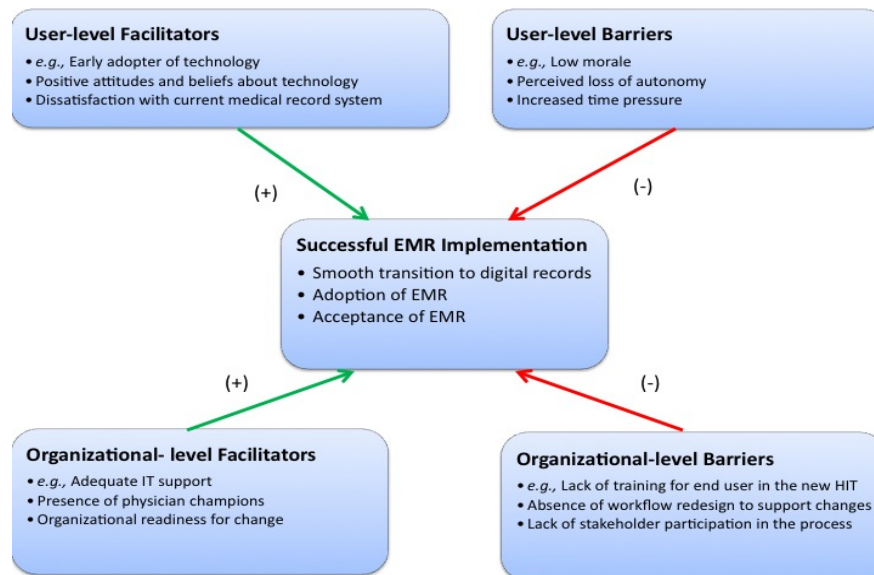 User-level Facilitators
• e.g., Early adopter of technology
• Positive attitudes and beliefs about technology
• Dissatisfaction with current medical record system
User-level Barriers
• e.g., Low morale
• Perceived loss of autonomy
• Increased time pressure
(+)
(-)
Successful EMR Implementation
• Smooth transition to digital records
• Adoption of EMR
• Acceptance of EMR
(+)
(-)
Organizational- level Facilitators
• e.g., Adequate IT support
• Presence of physician champions
• Organizational readiness for change
Organizational-level Barriers
• e.g., Lack of training for end user in the new HIT
• Absence of workflow redesign to support changes
• Lack of stakeholder participation in the process